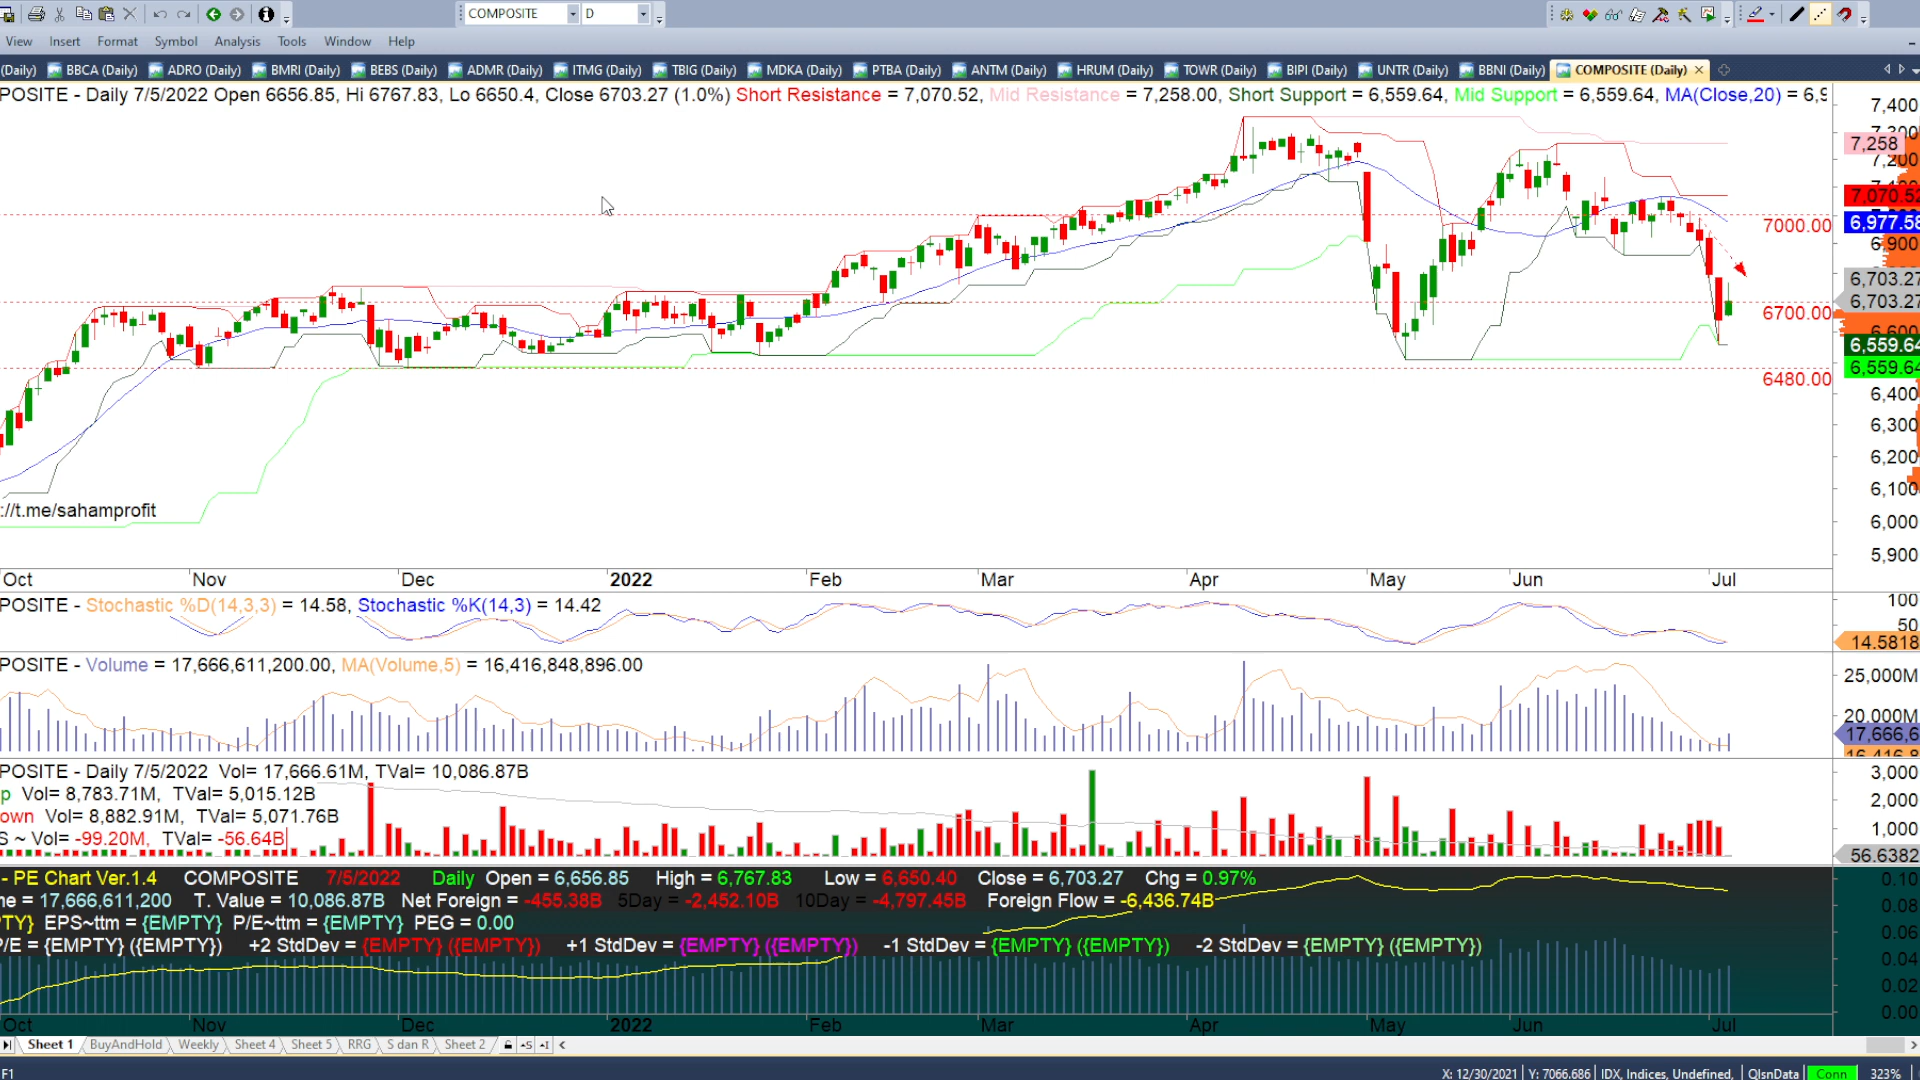 COMPOSITE D
View Insert Format Symbol Analysis Tools Window Help
(Daily) BBCA (Daily) ADRO (Daily) BMRI (Daily) BEBS (Daily) ADMR (Daily) ITMG (Daily) TBIG (Daily) MDKA (Daily) PTBA (Daily) ANTM (Daily) HRUM (Daily) TOWR (Daily) BIPI (Daily) UNTR (Daily) BBNI (Daily) COMPOSITE (Daily)
POSITE - Daily 7/5/2022 Open 6656.85, Hi 6767.83, Lo 6650.4, Close 6703.27 (1.0%) Short Resistance = 7,070.52, Mid Resistance = 7,258.00, Short Support = 6,559.64, Mid Support = 6,559.64, MA(Close,20) = 6,9
7,400
7,300
7,258
7,200
7,070.52
7000.00
6,977.58
6,900
6,703.27
6,703.27
6700.00
6,600
6,559.64
6,559.64
6480.00
6,400
6,300
6,200
6,100
6,000
5,900
://t.me/sahamprofit
Oct Nov Dec 2022 Feb Mar Apr May Jun Jul
POSITE - Stochastic %D(14,3,3) = 14.58, Stochastic %K(14,3) = 14.42
100
50
14.5818
POSITE - Volume = 17,666,611,200.00, MA(Volume,5) = 16,416,848,896.00
25,000M
20,000M
17,666,6
16,416,8
POSITE - Daily 7/5/2022 Vol= 17,666.61M, TVal= 10,086.87B
p Vol= 8,783.71M, TVal= 5,015.12B
own Vol= 8,882.91M, TVal= 5,071.76B
S ~ Vol= -99.20M, TVal= -56.64B
3,000
2,000
1,000
56.6382
- PE Chart Ver.1.4 COMPOSITE 7/5/2022 Daily Open = 6,656.85 High = 6,767.83 Low = 6,650.40 Close = 6,703.27 Chg = 0.97%
me = 17,666,611,200 T. Value = 10,086.87B Net Foreign = -455.38B 5Day = -2,452.10B 10Day = -4,797.45B Foreign Flow = -6,436.74B
PTY} EPS~ttm = {EMPTY} P/E~ttm = {EMPTY} PEG = 0.00
P/E = {EMPTY} ({EMPTY}) +2 StdDev = {EMPTY} ({EMPTY}) +1 StdDev = {EMPTY} ({EMPTY}) -1 StdDev = {EMPTY} ({EMPTY}) -2 StdDev = {EMPTY} ({EMPTY})
0.10
0.08
0.06
0.04
0.02
0.00
Oct Nov Dec 2022 Feb Mar Apr May Jun Jul
Sheet 1 BuyAndHold Weekly Sheet 4 Sheet 5 RRG S dan R Sheet 2
F1 X: 12/30/2021 Y: 7066.686 IDX, Indices, Undefined, QlsnData Conn 323%